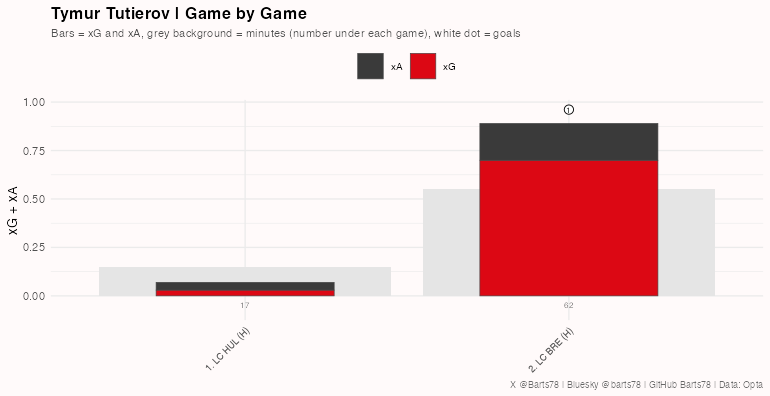 Tymur Tutierov | Game by Game
Bars = xG and xA, grey background = minutes (number under each game), white dot = goals
xA
xG
xG + xA
1.00
0.75
0.50
0.25
0.00
1
17
62
1. LC HUL (H)
2. LC BRE (H)
X @Barts78 | Bluesky @barts78 | GitHub Barts78 | Data: Opta